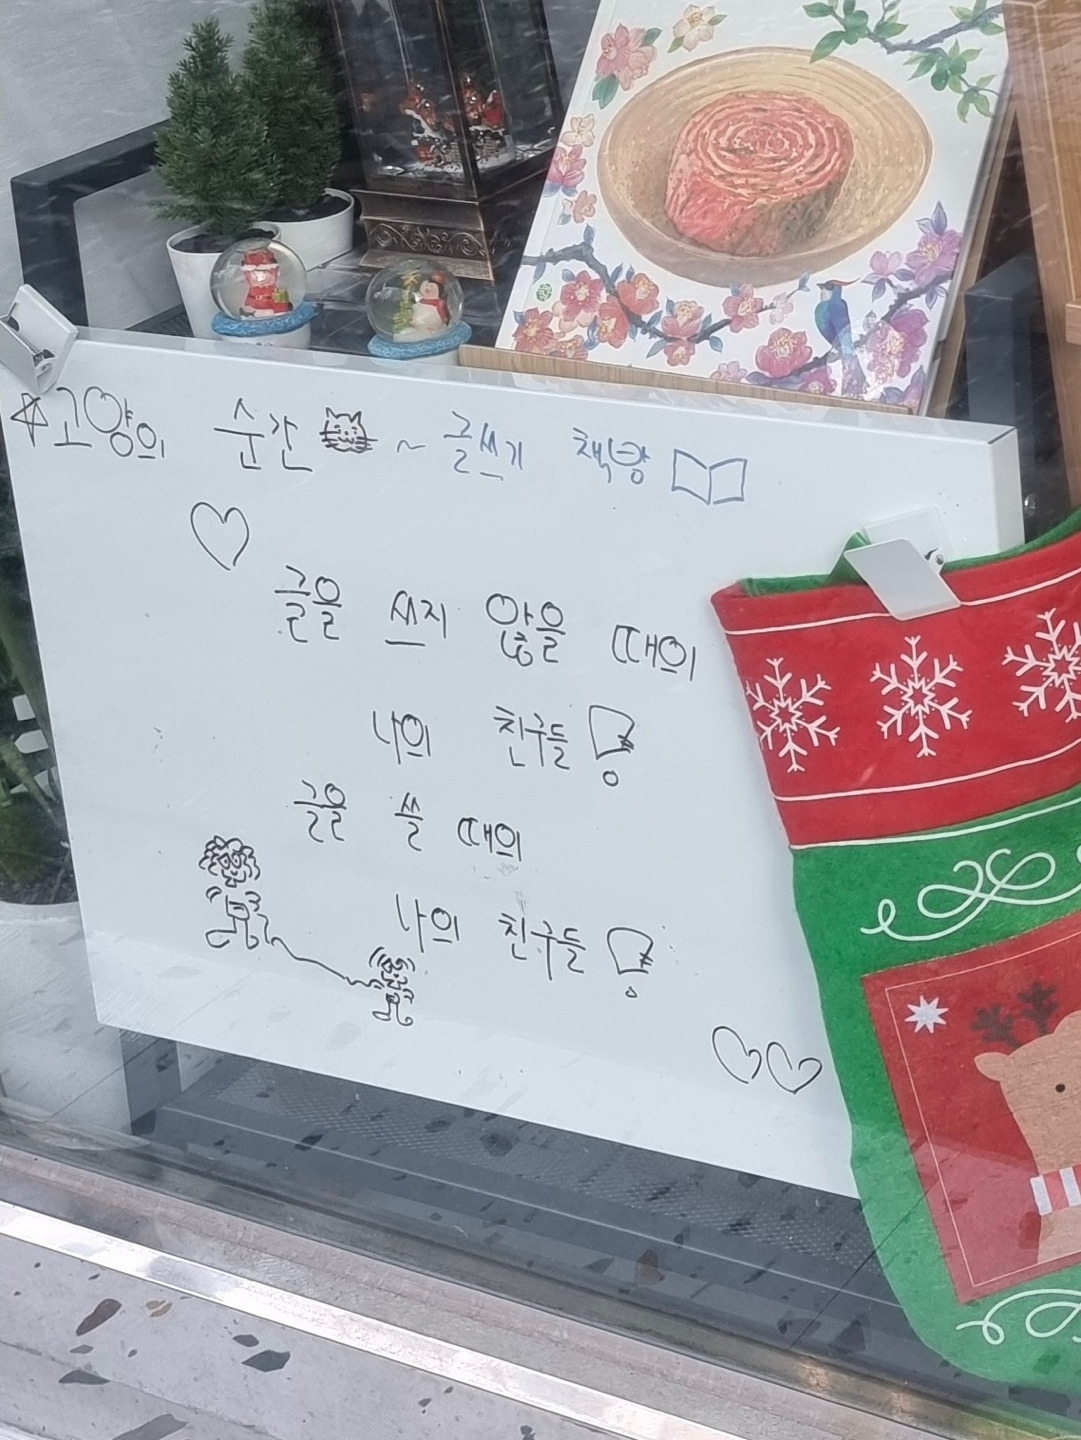 ☆고양의 순간 ~ 글쓰기 책방
글을 쓰지 않을 때의
나의 친구들!
글을 쓸 때의
나의 친구들!